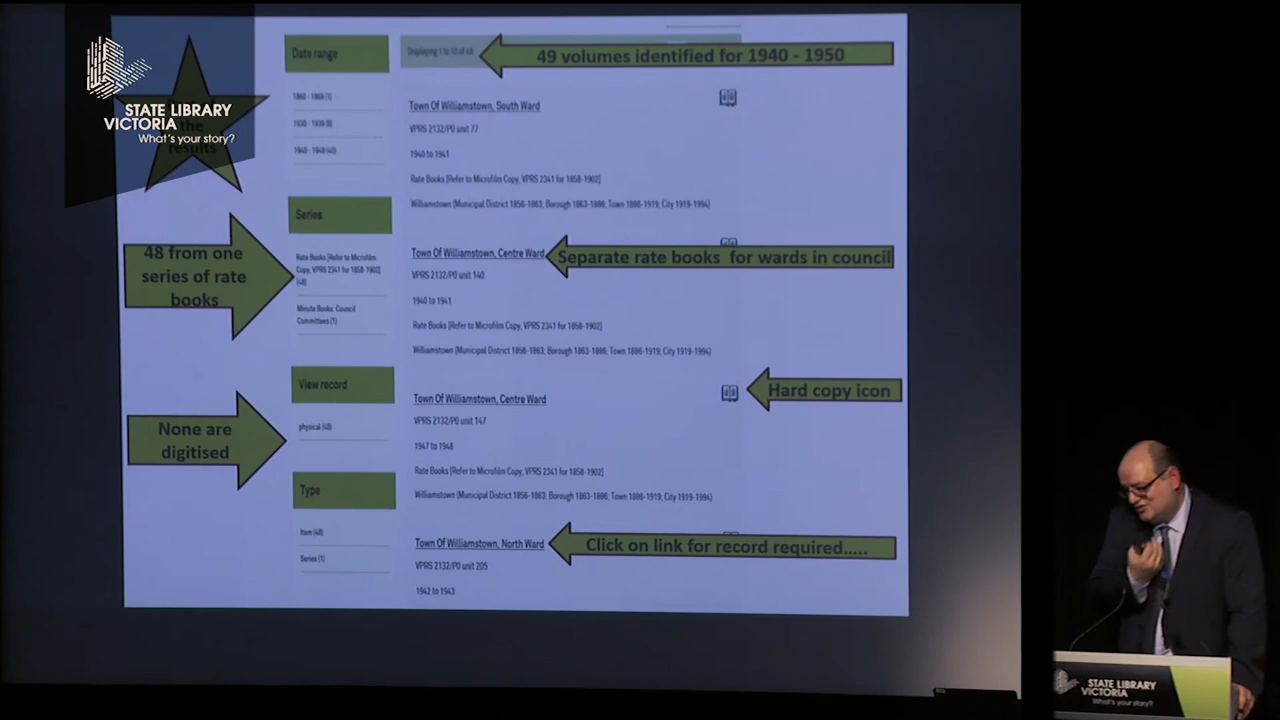 STATE LIBRARY
VICTORIA
What's your story?
the
results
Date range
1860 - 1869 (1)
1930 - 1939 (8)
1940 - 1949 (40)
Series
Rate Books [Refer to Microfilm
Copy, VPRS 2341 for 1858-1902]
(48)
Minute Books: Council
Committees (1)
View record
physical (48)
Type
Item (48)
Series (1)
48 from one
series of rate
books
None are
digitised
Displaying 1 to 10 of 49
49 volumes identified for 1940 - 1950
Town Of Williamstown, South Ward
VPRS 2132/P0 unit 77
1940 to 1941
Rate Books [Refer to Microfilm Copy, VPRS 2341 for 1858-1902]
Williamstown (Municipal District 1856-1863; Borough 1863-1886; Town 1886-1919; City 1919-1994)
Town Of Williamstown, Centre Ward
Separate rate books for wards in council
VPRS 2132/P0 unit 140
1940 to 1941
Rate Books [Refer to Microfilm Copy, VPRS 2341 for 1858-1902]
Williamstown (Municipal District 1856-1863; Borough 1863-1886; Town 1886-1919; City 1919-1994)
Town Of Williamstown, Centre Ward
Hard copy icon
VPRS 2132/P0 unit 147
1947 to 1948
Rate Books [Refer to Microfilm Copy, VPRS 2341 for 1858-1902]
Williamstown (Municipal District 1856-1863; Borough 1863-1886; Town 1886-1919; City 1919-1994)
Town Of Williamstown, North Ward
Click on link for record required.....
VPRS 2132/P0 unit 205
1942 to 1943
STATE LIBRARY
VICTORIA
What's your story?